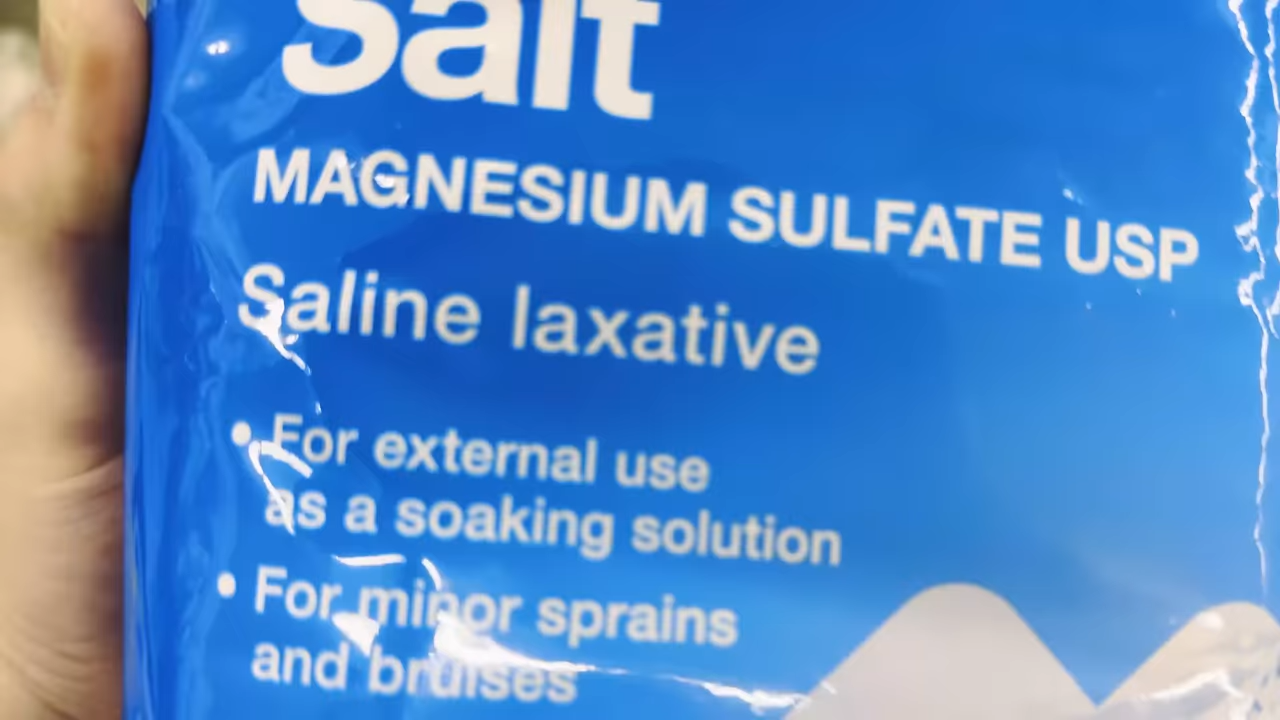 Salt
MAGNESIUM SULFATE USP
Saline laxative
• For external use
as a soaking solution
• For minor sprains
and bruises